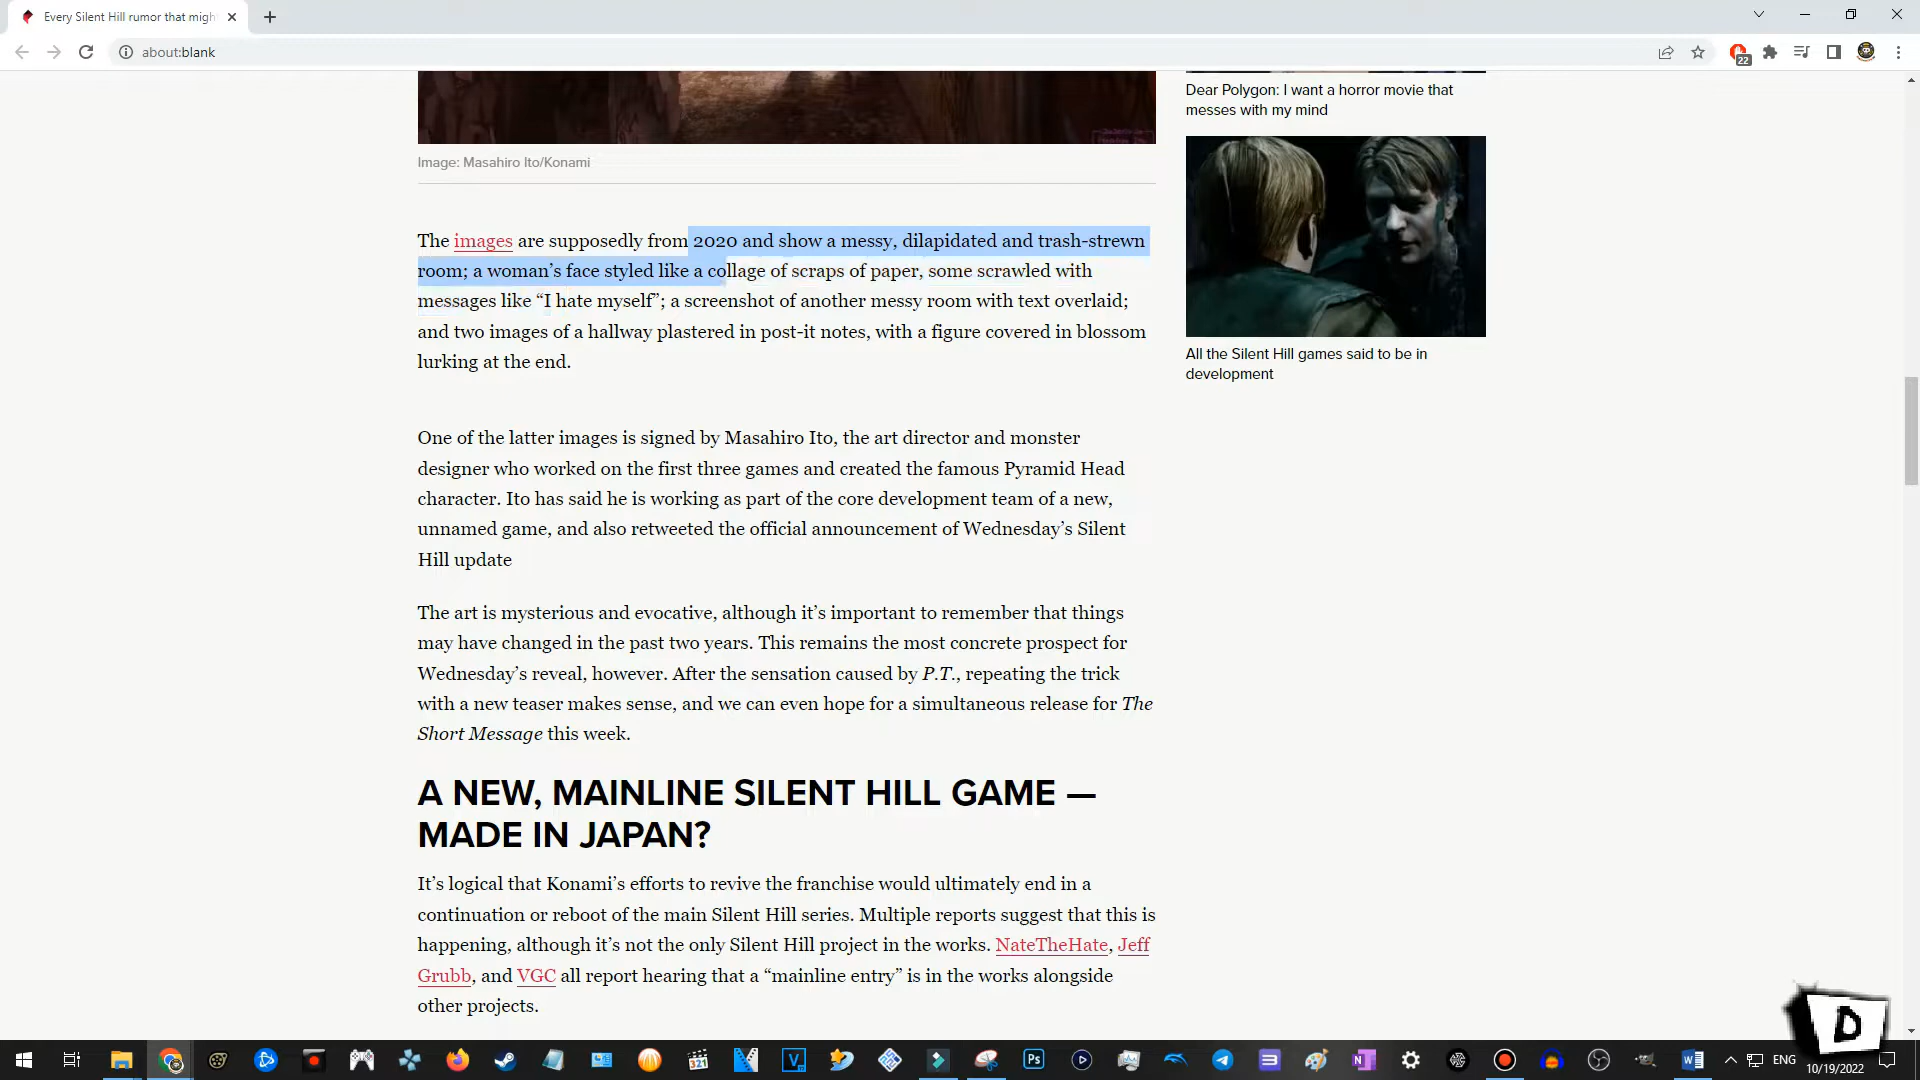 Every Silent Hill rumor that migh
about:blank
22
Dear Polygon: I want a horror movie that
messes with my mind
Image: Masahiro Ito/Konami
The images are supposedly from 2020 and show a messy, dilapidated and trash-strewn
room; a woman’s face styled like a collage of scraps of paper, some scrawled with
messages like “I hate myself”; a screenshot of another messy room with text overlaid;
and two images of a hallway plastered in post-it notes, with a figure covered in blossom
lurking at the end.
All the Silent Hill games said to be in
development
One of the latter images is signed by Masahiro Ito, the art director and monster
designer who worked on the first three games and created the famous Pyramid Head
character. Ito has said he is working as part of the core development team of a new,
unnamed game, and also retweeted the official announcement of Wednesday’s Silent
Hill update
The art is mysterious and evocative, although it’s important to remember that things
may have changed in the past two years. This remains the most concrete prospect for
Wednesday’s reveal, however. After the sensation caused by P.T., repeating the trick
with a new teaser makes sense, and we can even hope for a simultaneous release for The
Short Message this week.
A NEW, MAINLINE SILENT HILL GAME —
MADE IN JAPAN?
It’s logical that Konami’s efforts to revive the franchise would ultimately end in a
continuation or reboot of the main Silent Hill series. Multiple reports suggest that this is
happening, although it’s not the only Silent Hill project in the works. NateTheHate, Jeff
Grubb, and VGC all report hearing that a “mainline entry” is in the works alongside
other projects.
D
321
V
Ps
N
W
ENG
10/19/2022